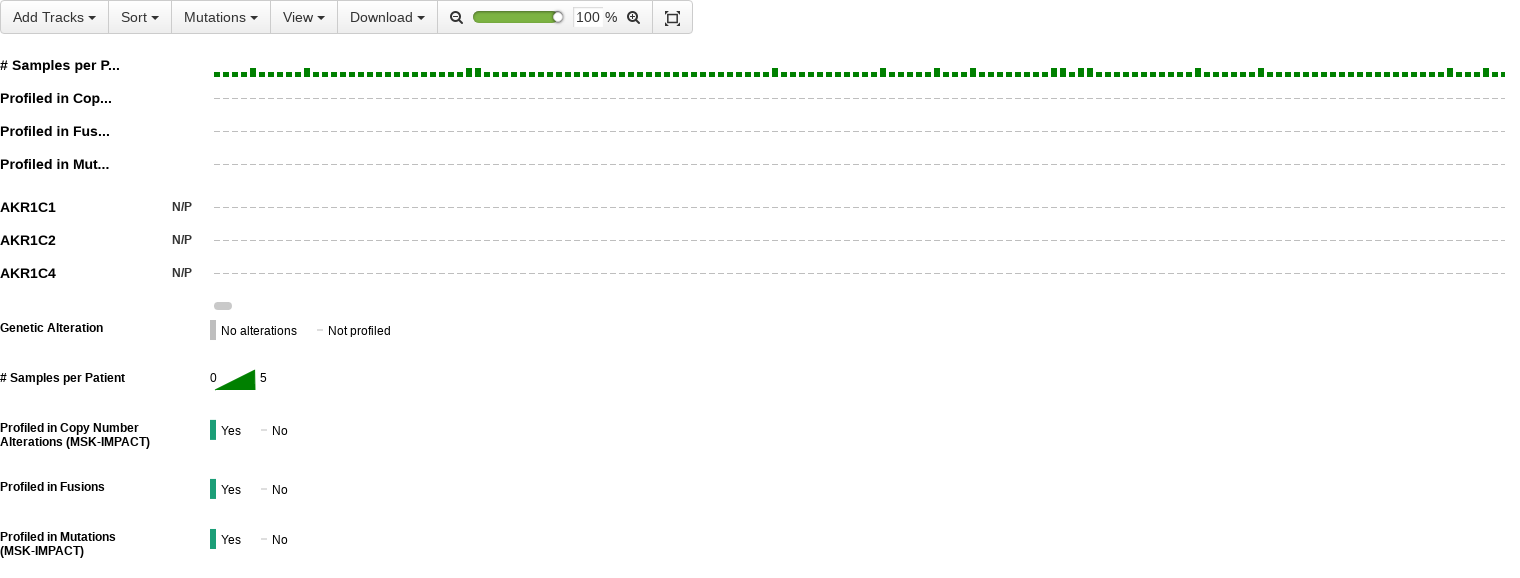 Add Tracks Sort Mutations View Download 100 %
# Samples per P...
Profiled in Cop...
Profiled in Fus...
Profiled in Mut...
AKR1C1 N/P
AKR1C2 N/P
AKR1C4 N/P
Genetic Alteration No alterations Not profiled
# Samples per Patient 0 5
Profiled in Copy Number
Alterations (MSK-IMPACT) Yes No
Profiled in Fusions Yes No
Profiled in Mutations
(MSK-IMPACT) Yes No